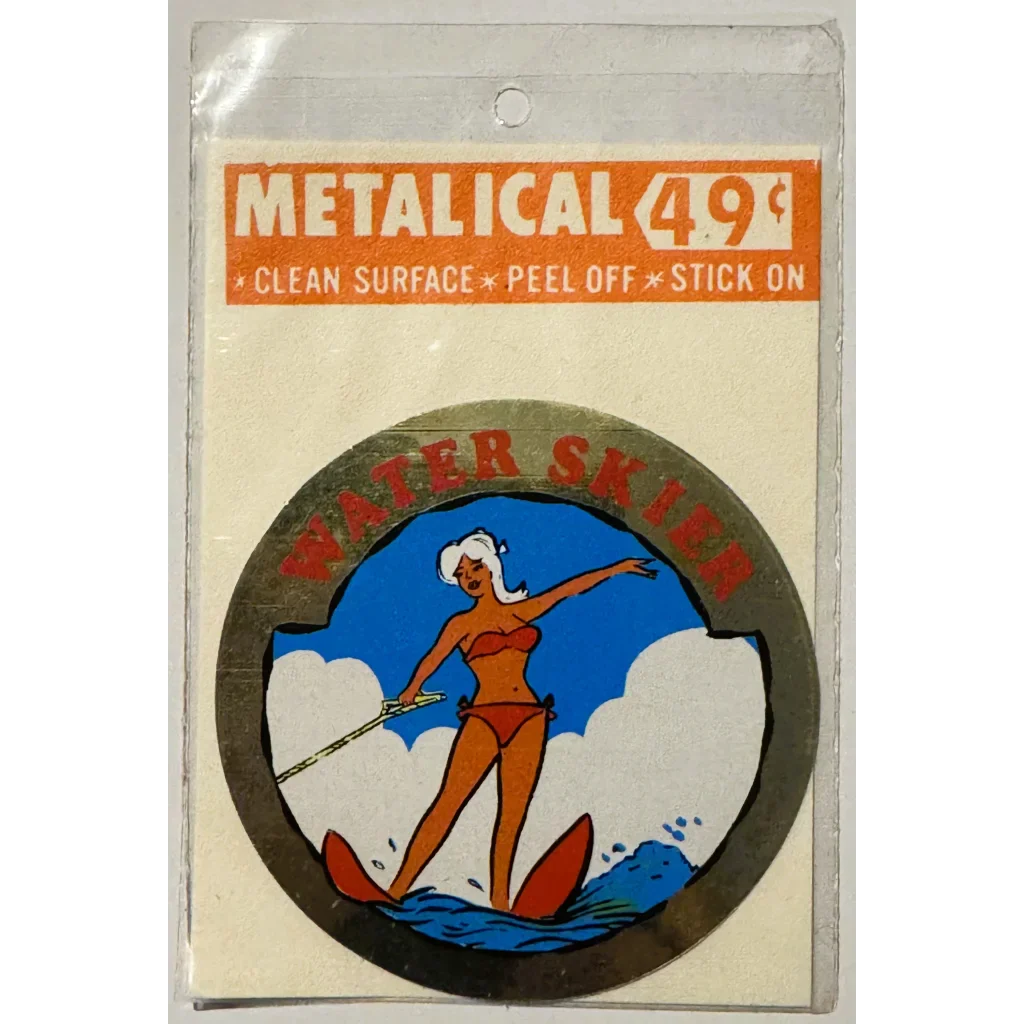 METALICAL 49¢
*CLEAN SURFACE*PEEL OFF*STICK ON
WATER SKIER